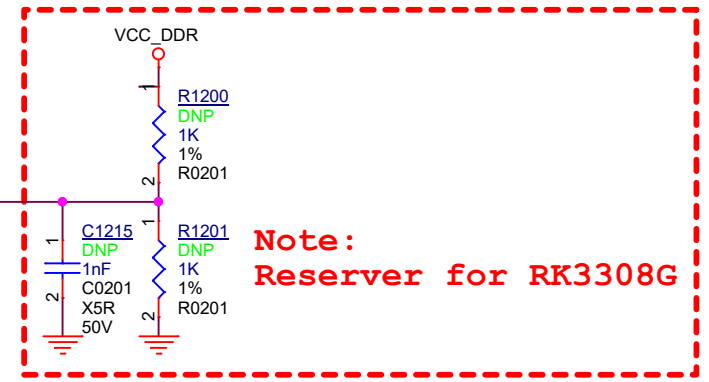 VCC_DDR
1
R1200
DNP
1K
1%
R0201
2
1
C1215
DNP
1nF
C0201
X5R
50V
2
1
R1201
DNP
1K
1%
R0201
2
Note:
Reserver for RK3308G